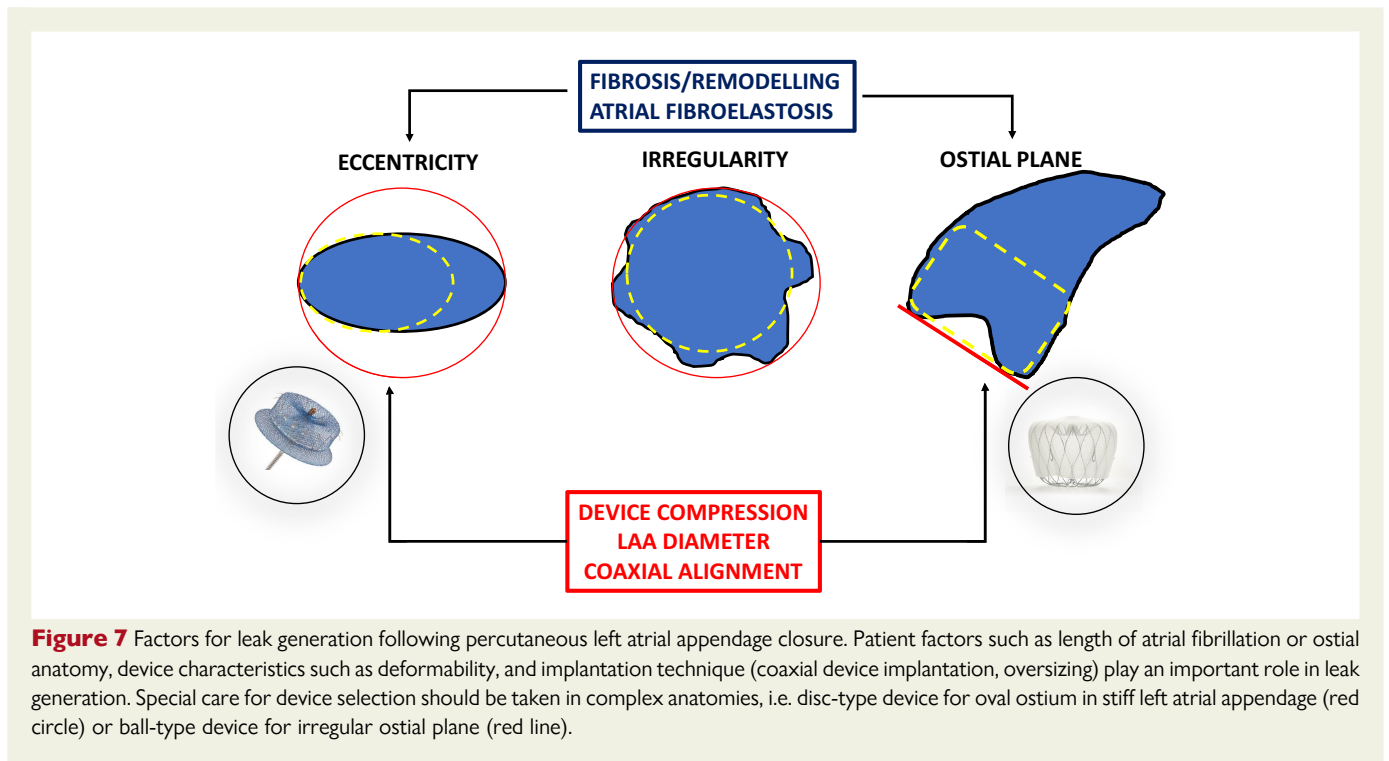 FIBROSIS/REMODELLING
ATRIAL FIBROELASTOSIS
ECCENTRICITY
IRREGULARITY
OSTIAL PLANE
DEVICE COMPRESSION
LAA DIAMETER
COAXIAL ALIGNMENT
Figure 7 Factors for leak generation following percutaneous left atrial appendage closure. Patient factors such as length of atrial fibrillation or ostial
anatomy, device characteristics such as deformability, and implantation technique (coaxial device implantation, oversizing) play an important role in leak
generation. Special care for device selection should be taken in complex anatomies, i.e. disc-type device for oval ostium in stiff left atrial appendage (red
circle) or ball-type device for irregular ostial plane (red line).